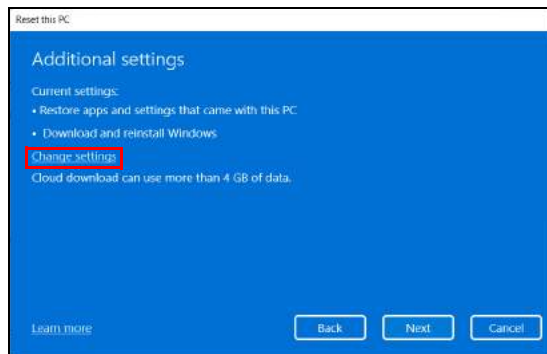 Reset this PC
Additional settings
Current settings:
• Restore apps and settings that came with this PC
• Download and reinstall Windows
Change settings
Cloud download can use more than 4 GB of data.
Learn more
Back
Next
Cancel